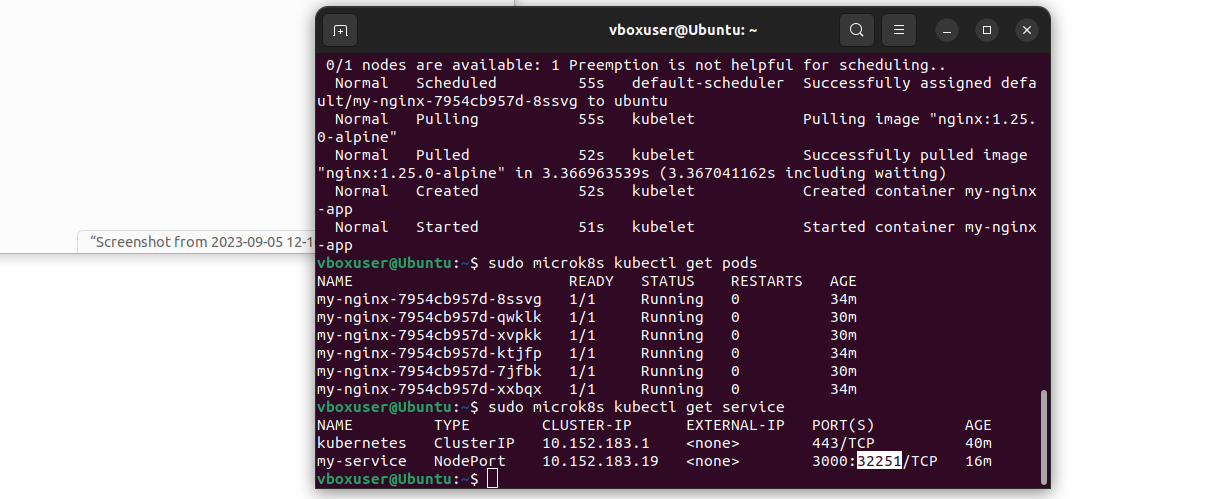 vboxuser@Ubuntu: ~
0/1 nodes are available: 1 Preemption is not helpful for scheduling..
Normal   Scheduled         55s   default-scheduler  Successfully assigned defa
ult/my-nginx-7954cb957d-8ssvg to ubuntu
Normal   Pulling           55s   kubelet            Pulling image "nginx:1.25.
0-alpine"
Normal   Pulled            52s   kubelet            Successfully pulled image
"nginx:1.25.0-alpine" in 3.366963539s (3.367041162s including waiting)
Normal   Created           52s   kubelet            Created container my-nginx
-app
Normal   Started           51s   kubelet            Started container my-nginx
-app
“Screenshot from 2023-09-05 12-1
vboxuser@Ubuntu:~$ sudo microk8s kubectl get pods
NAME                        READY   STATUS    RESTARTS   AGE
my-nginx-7954cb957d-8ssvg   1/1     Running   0          34m
my-nginx-7954cb957d-qwklk   1/1     Running   0          30m
my-nginx-7954cb957d-xvpkk   1/1     Running   0          30m
my-nginx-7954cb957d-ktjfp   1/1     Running   0          34m
my-nginx-7954cb957d-7jfbk   1/1     Running   0          30m
my-nginx-7954cb957d-xxbqx   1/1     Running   0          34m
vboxuser@Ubuntu:~$ sudo microk8s kubectl get service
NAME         TYPE        CLUSTER-IP      EXTERNAL-IP   PORT(S)          AGE
kubernetes   ClusterIP   10.152.183.1    <none>        443/TCP          40m
my-service   NodePort    10.152.183.19   <none>        3000:32251/TCP   16m
vboxuser@Ubuntu:~$